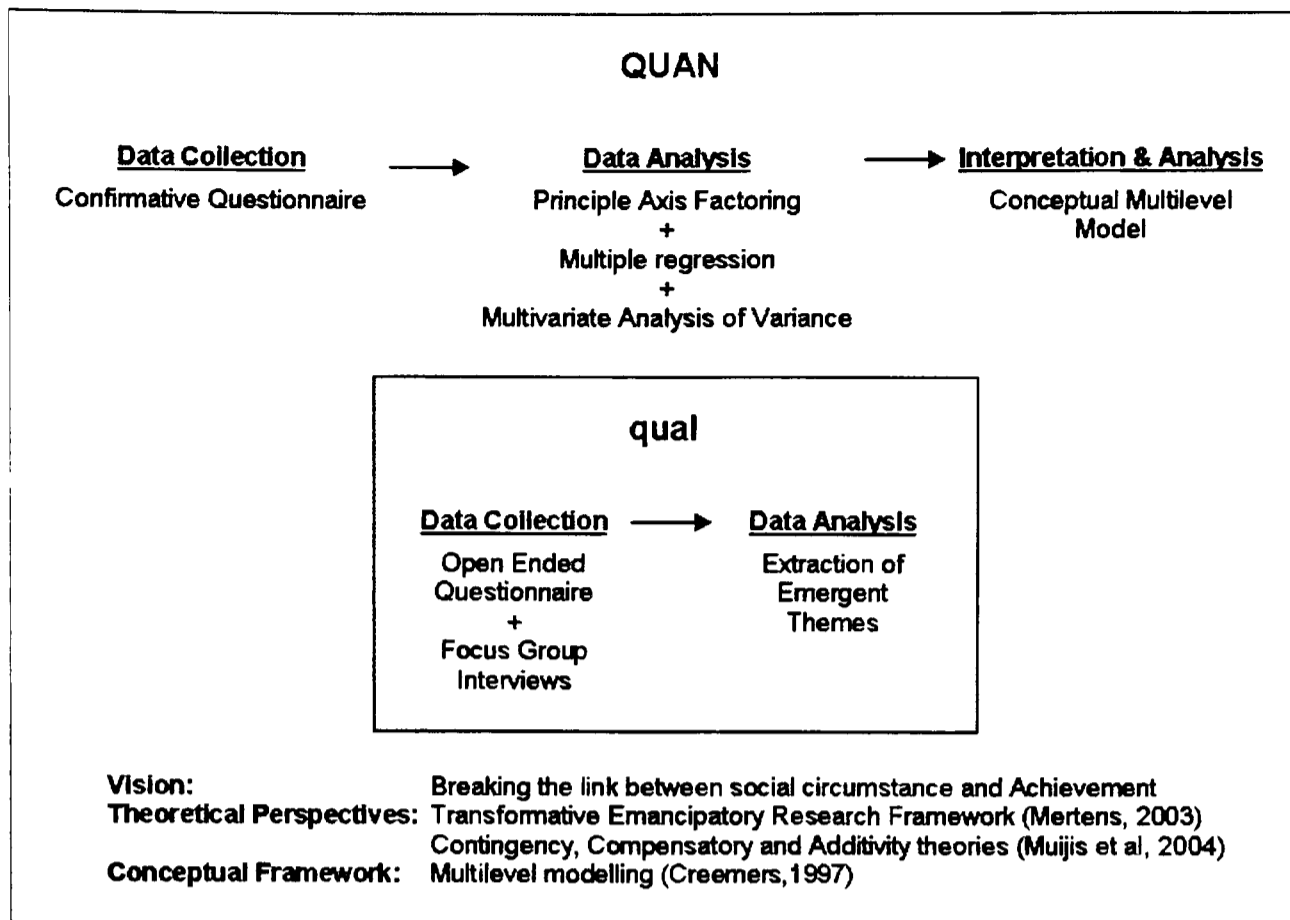 QUAN
Data Collection
Confirmative Questionnaire
Data Analysis
Principle Axis Factoring
+
Multiple regression
+
Multivariate Analysis of Variance
Interpretation & Analysis
Conceptual Multilevel
Model
qual
Data Collection
Open Ended
Questionnaire
+
Focus Group
Interviews
Data Analysis
Extraction of
Emergent
Themes
Vision: Breaking the link between social circumstance and Achievement
Theoretical Perspectives: Transformative Emancipatory Research Framework (Mertens, 2003)
Contingency, Compensatory and Additivity theories (Muijis et al, 2004)
Conceptual Framework: Multilevel modelling (Creemers,1997)